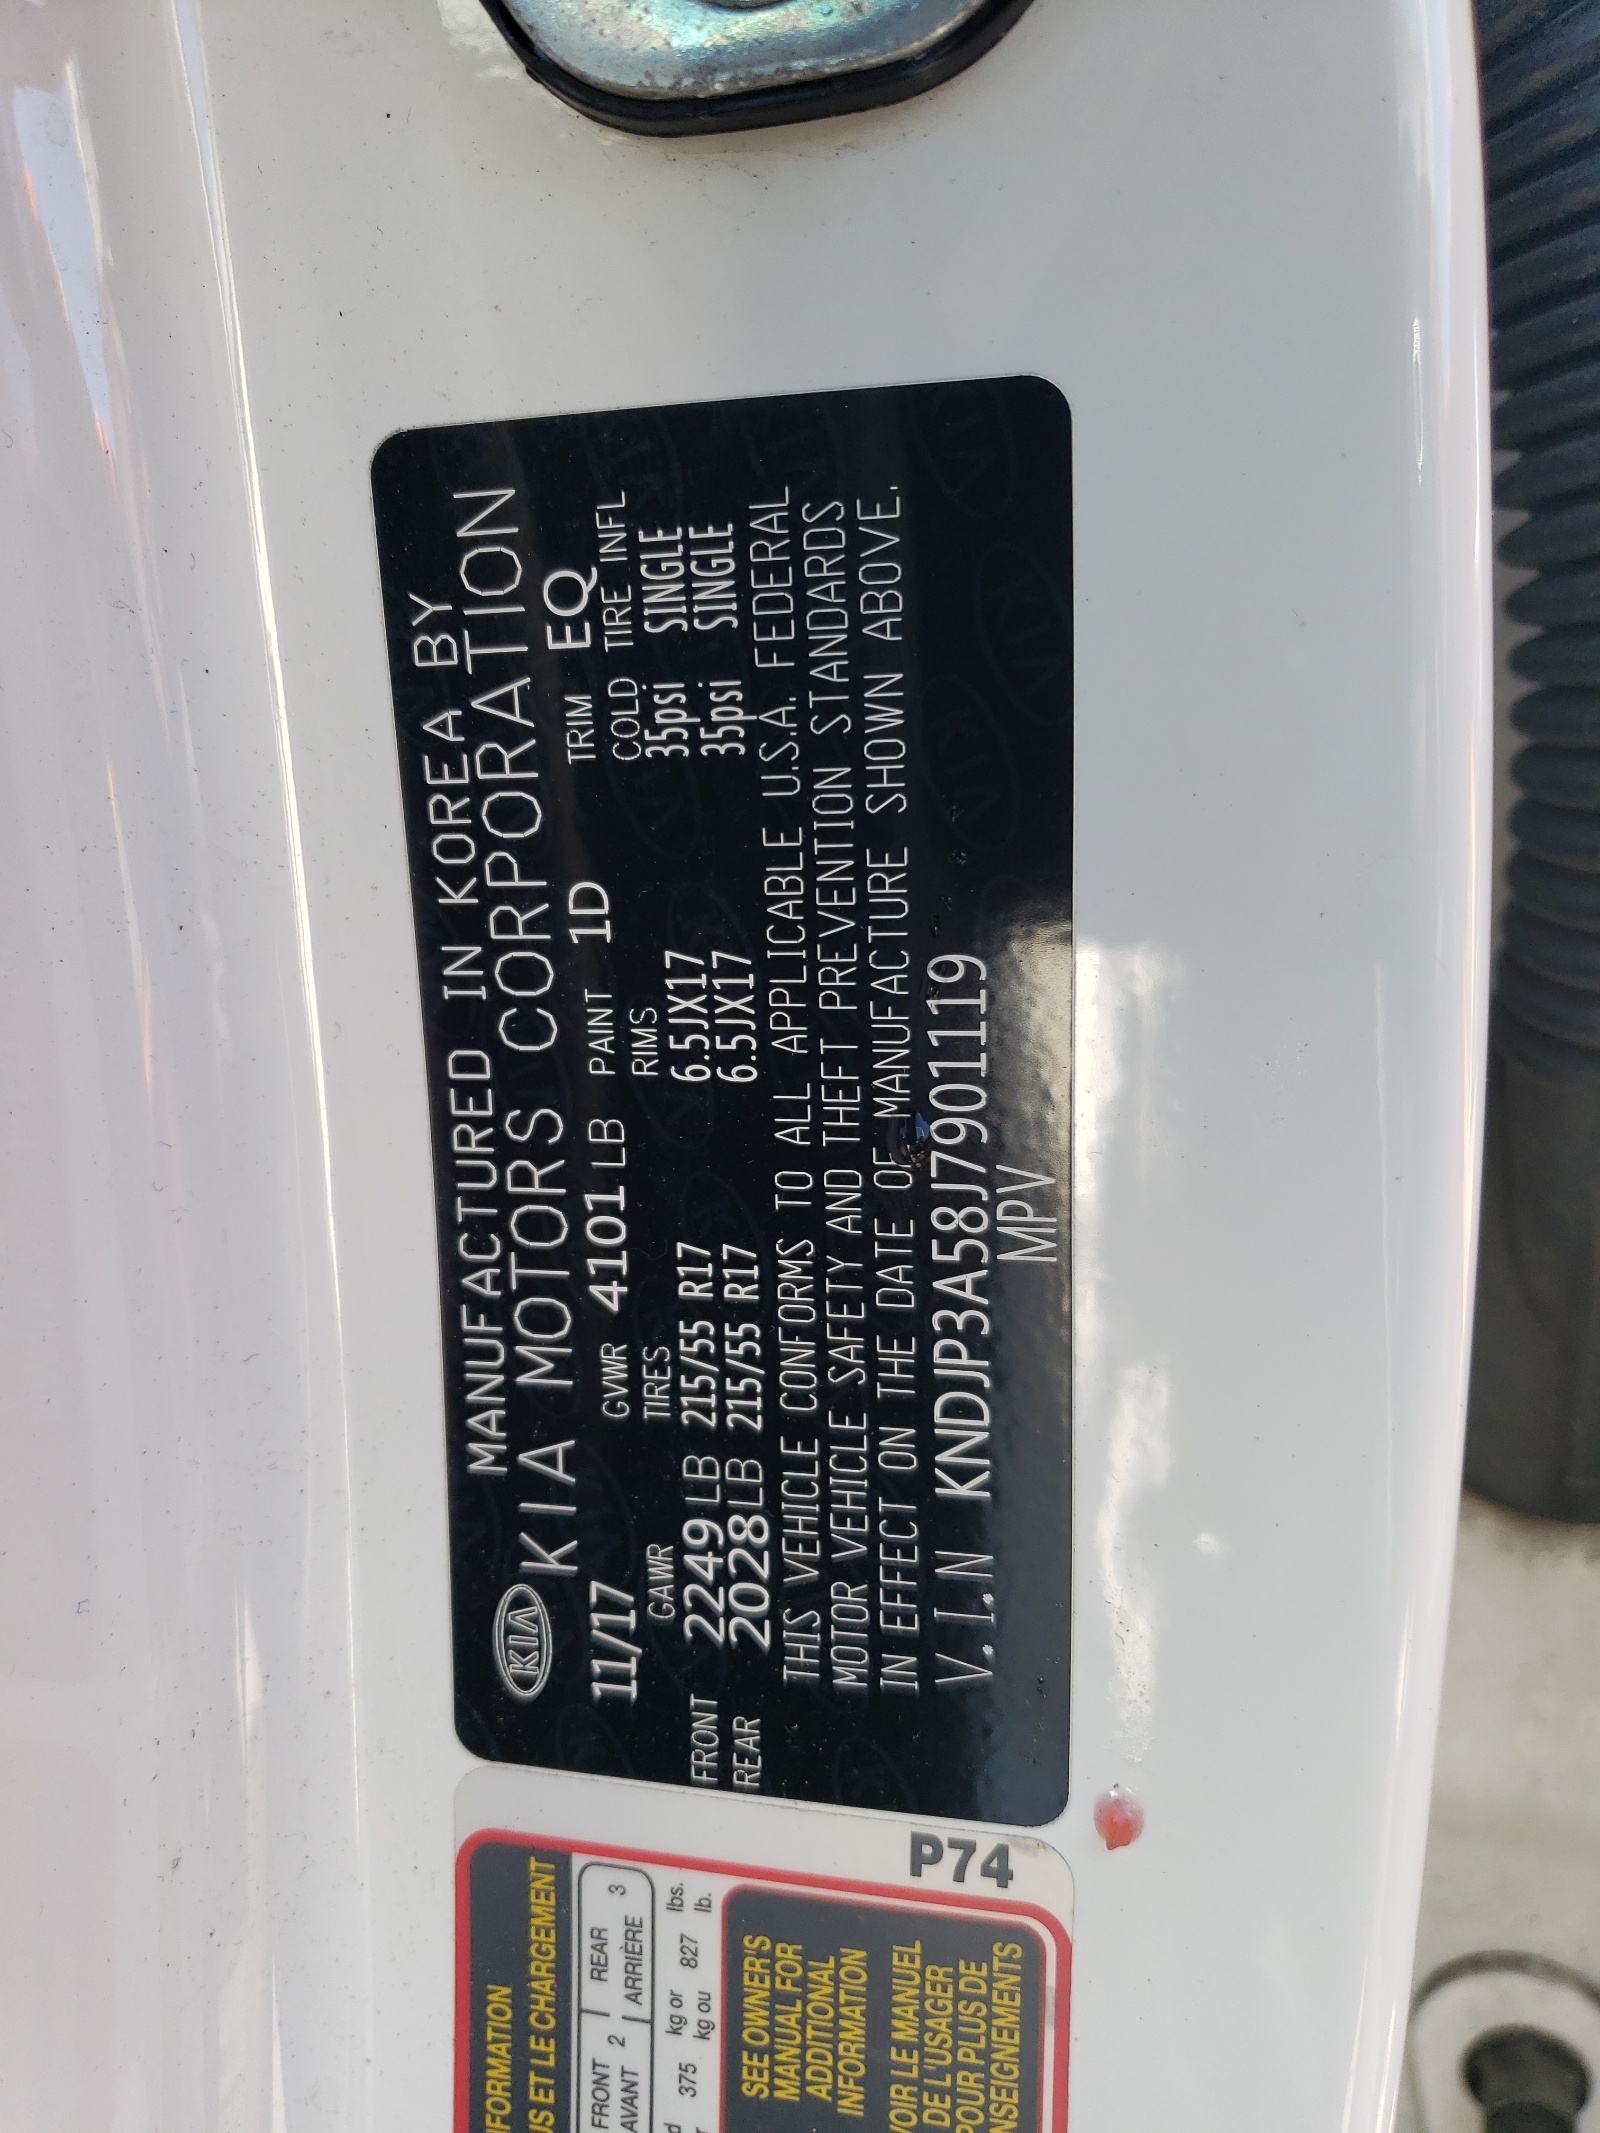 MANUFACTURED IN KOREA BY
KIA KIA MOTORS CORPORATION
11/17 GVWR 4101 LB PAINT 1D TRIM EQ
GAWR TIRES RIMS COLD TIRE INFL
FRONT 2249 LB 215/55 R17 6.5JX17 35psi SINGLE
REAR 2028 LB 215/55 R17 6.5JX17 35psi SINGLE
THIS VEHICLE CONFORMS TO ALL APPLICABLE U.S.A. FEDERAL
MOTOR VEHICLE SAFETY AND THEFT PREVENTION STANDARDS
IN EFFECT ON THE DATE OF MANUFACTURE SHOWN ABOVE.
V.I.N KNDJP3A58J7901119
MPV
ET LE CHARGEMENT
FRONT 2 REAR 3
AVANT ARRIÈRE
375 kg or 827 lbs.
kg ou lb.
SEE OWNER'S
MANUAL FOR
ADDITIONAL
INFORMATION
VOIR LE MANUEL
DE L'USAGER
POUR PLUS DE
P74